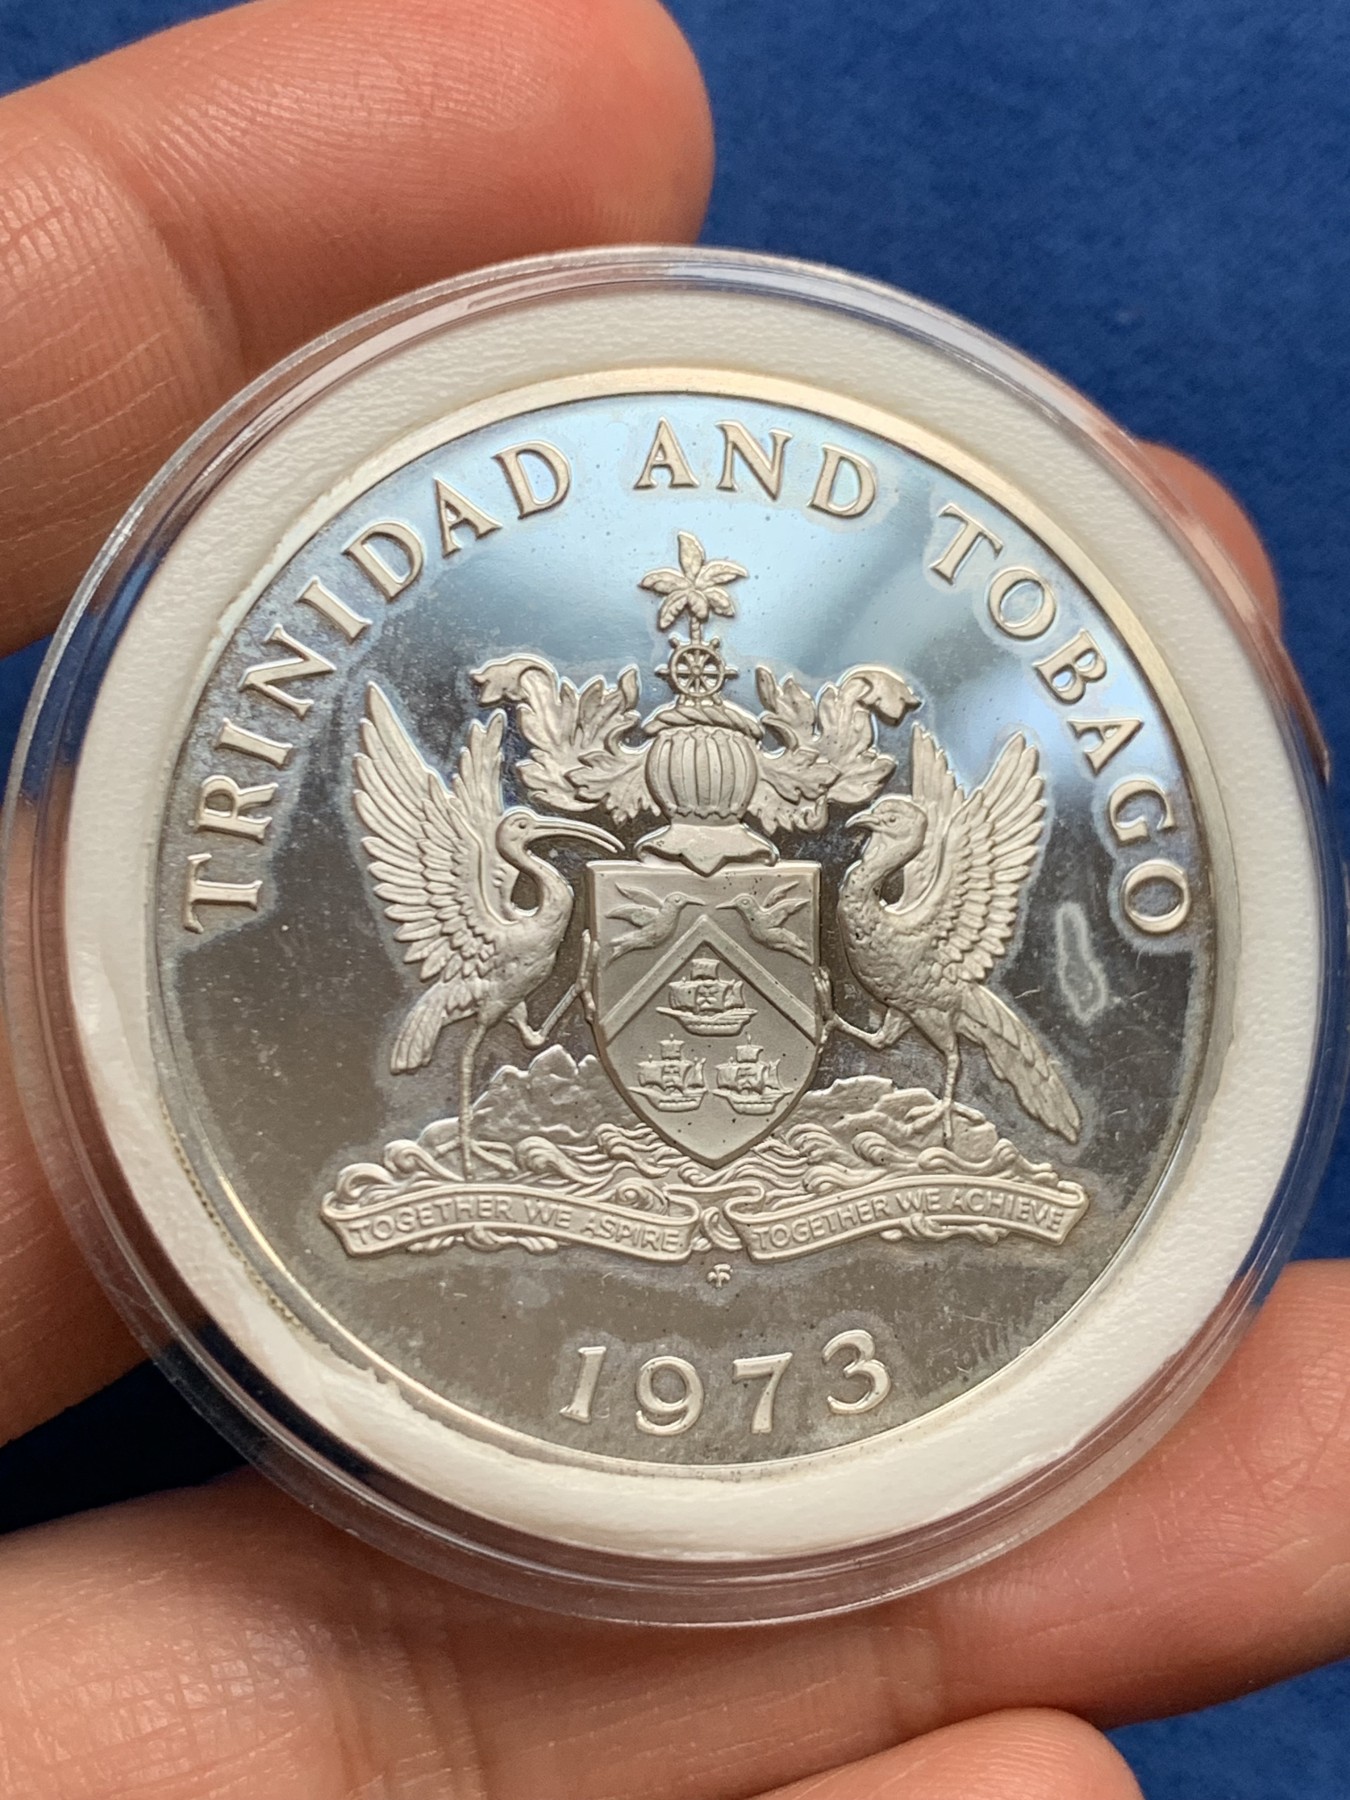 TRINIDAD AND TOBAGO
TOGETHER WE ASPIRE
TOGETHER WE ACHIEVE
1973